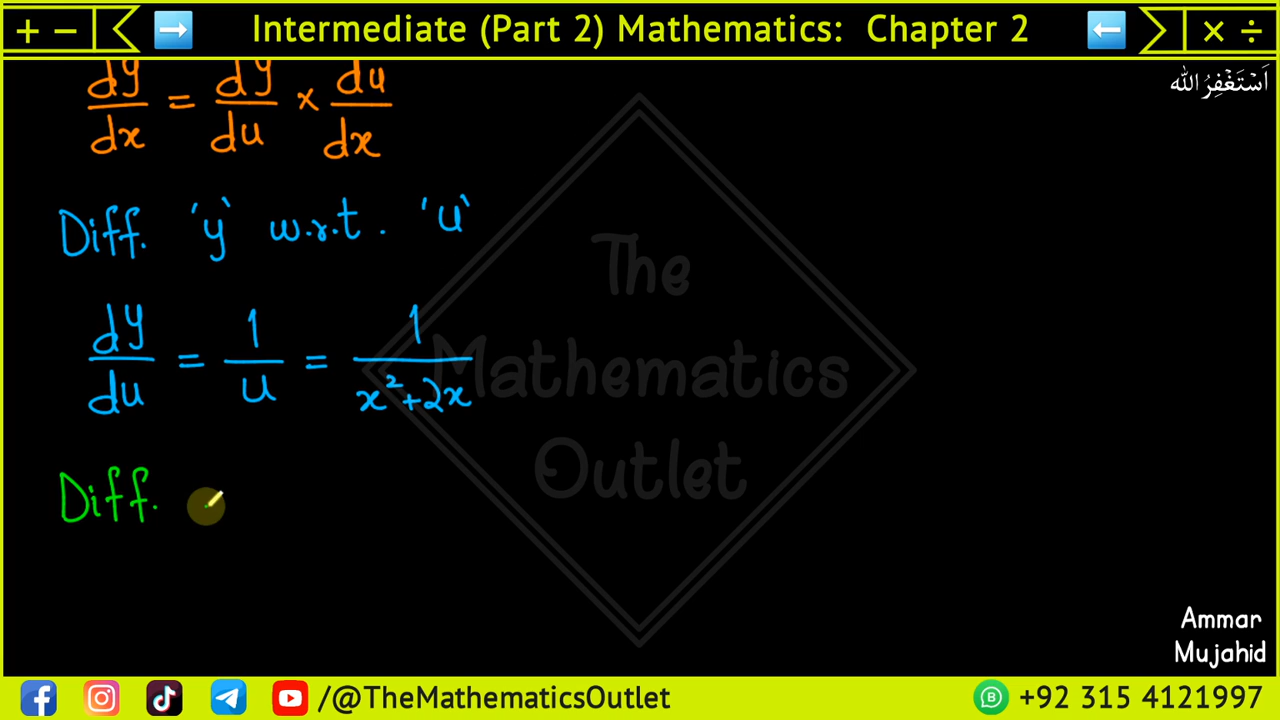 + − Intermediate (Part 2) Mathematics: Chapter 2 × ÷
اَسْتَغْفِرُ الله
dy/dx = dy/du × du/dx
Diff. 'y' w.r.t. 'u'
dy/du = 1/u = 1/(x²+2x)
Diff.
The
Mathematics
Outlet
Ammar
Mujahid
/@TheMathematicsOutlet +92 315 4121997